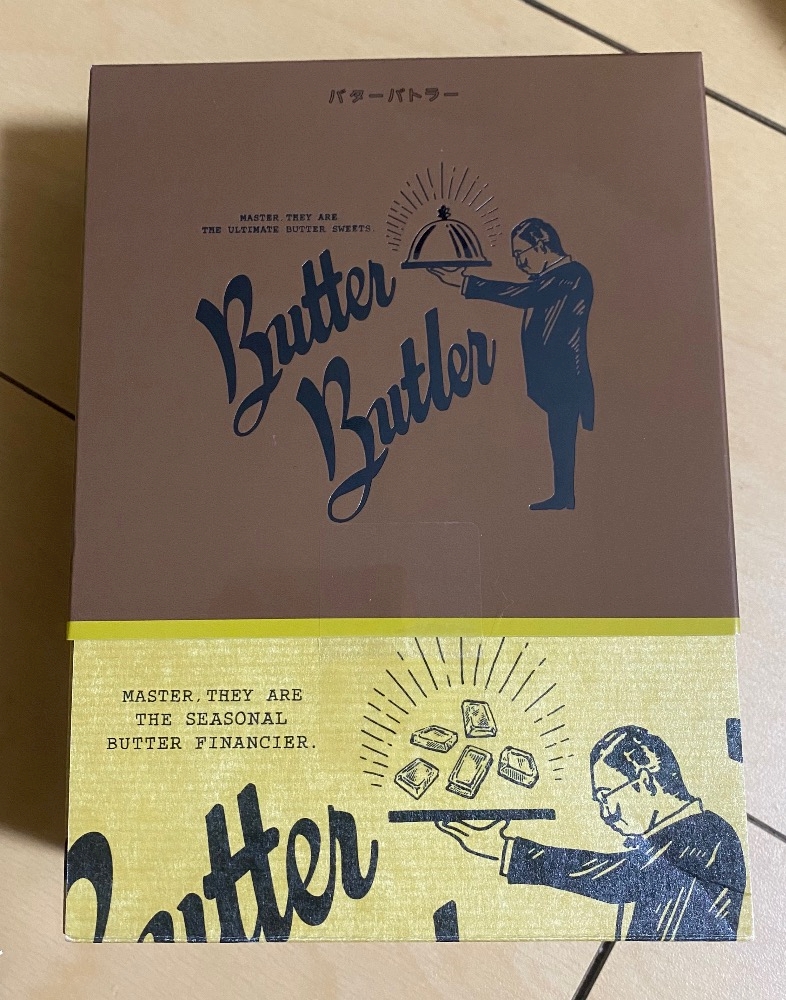 バターバトラー
MASTER, THEY ARE
THE ULTIMATE BUTTER SWEETS.
Butter
Butler
MASTER, THEY ARE
THE SEASONAL
BUTTER FINANCIER.
Butter